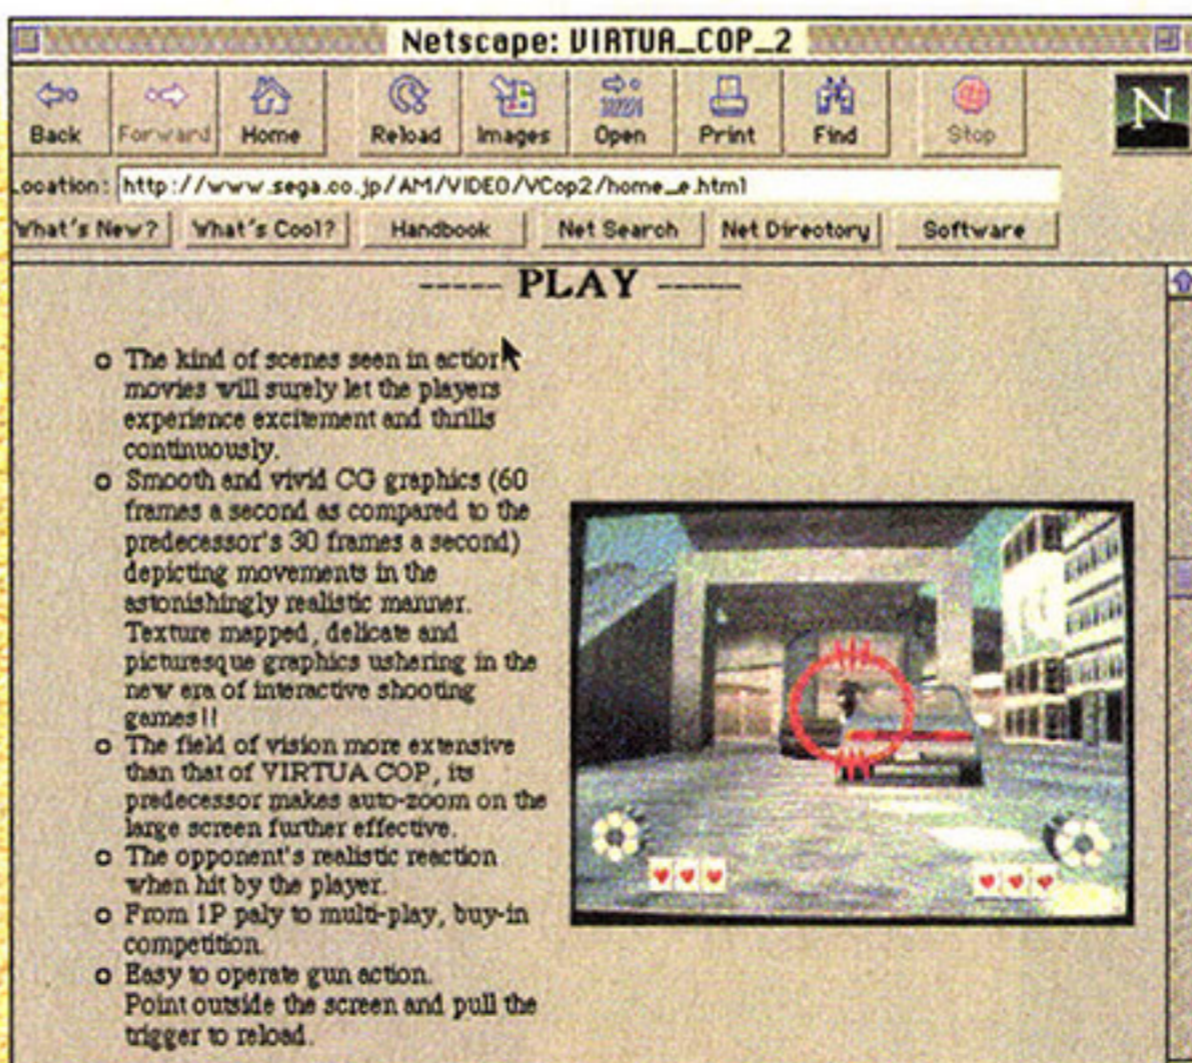 Netscape: VIRTUA_COP_2
Back Forward Home Reload Images Open Print Find Stop N
ocation: http://www.sega.co.jp/AM/VIDEO/VCop2/home_e.html
What's New? What's Cool? Handbook Net Search Net Directory Software
----- PLAY -----
The kind of scenes seen in action
movies will surely let the players
experience excitement and thrills
continuously.
Smooth and vivid CG graphics (60
frames a second as compared to the
predecessor's 30 frames a second)
depicting movements in the
astonishingly realistic manner.
Texture mapped, delicate and
picturesque graphics ushering in the
new era of interactive shooting
games!!
The field of vision more extensive
than that of VIRTUA COP, its
predecessor makes auto-zoom on the
large screen further effective.
The opponent's realistic reaction
when hit by the player.
From 1P paly to multi-play, buy-in
competition.
Easy to operate gun action.
Point outside the screen and pull the
trigger to reload.